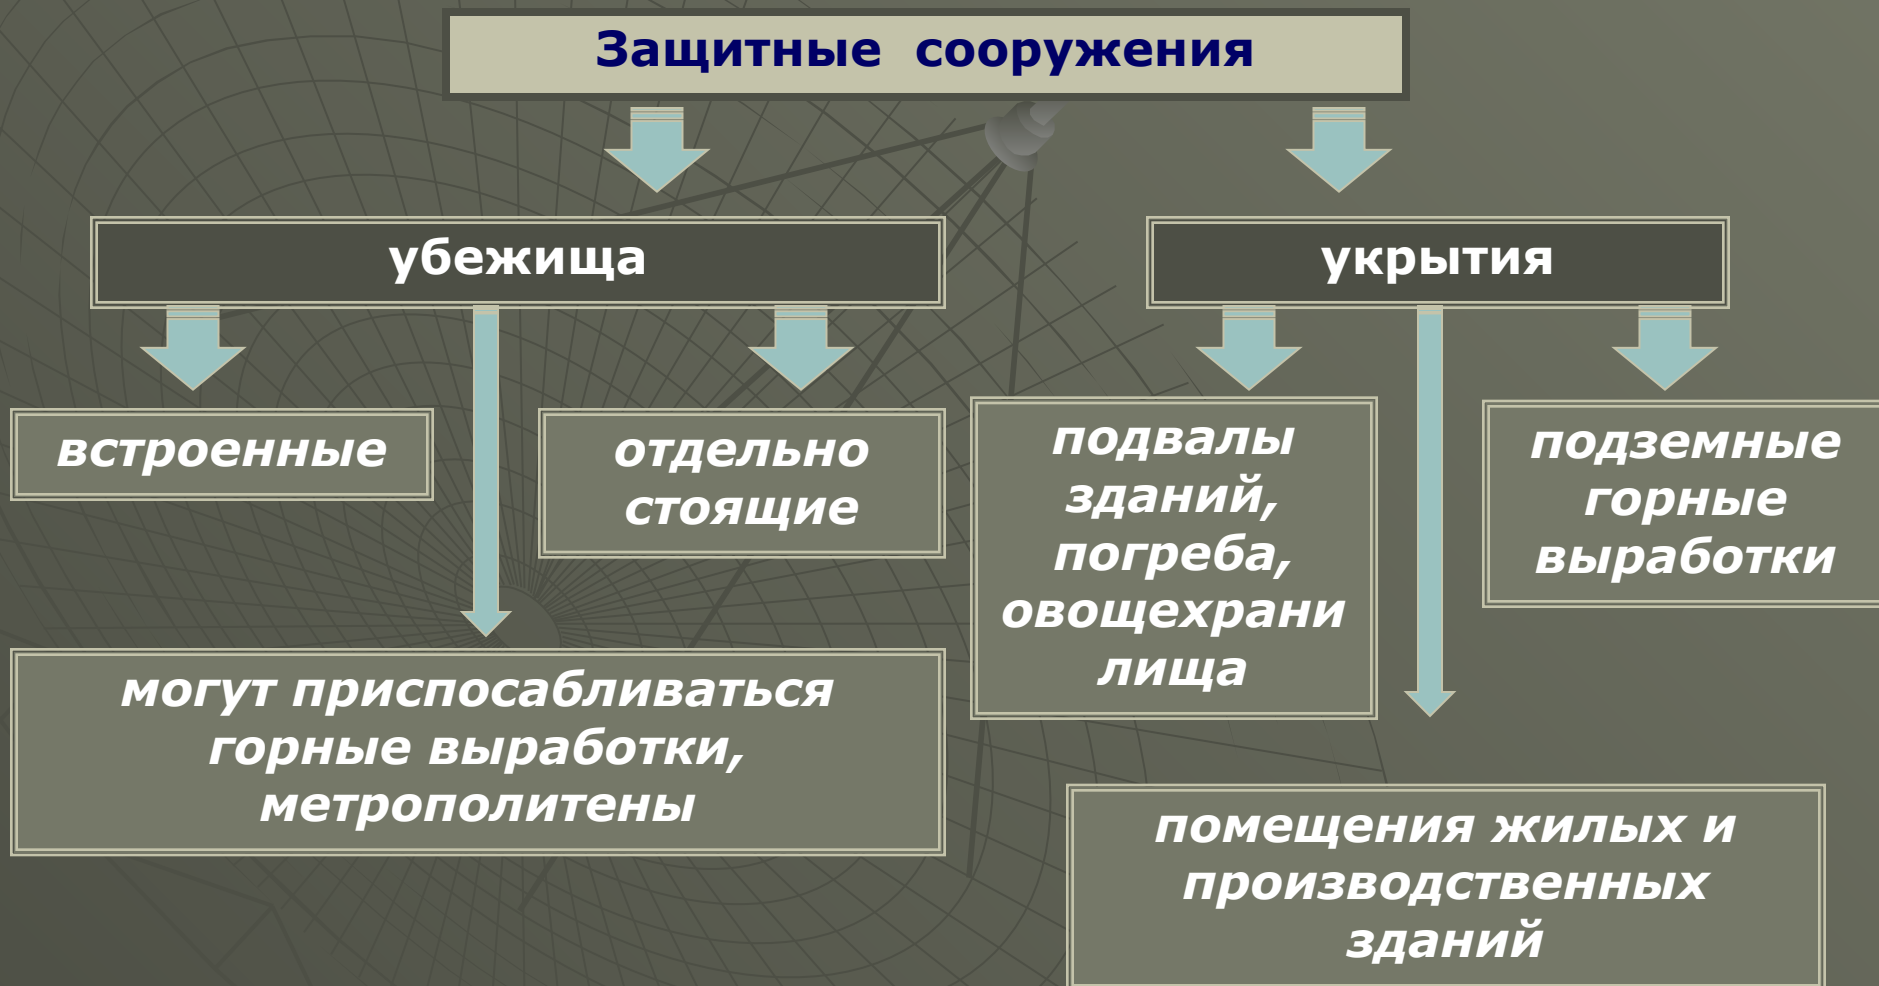 Защитные сооружения
убежища
укрытия
встроенные
отдельно
стоящие
могут приспосабливаться
горные выработки,
метрополитены
подвалы
зданий,
погреба,
овощехрани
лища
подземные
горные
выработки
помещения жилых и
производственных
зданий